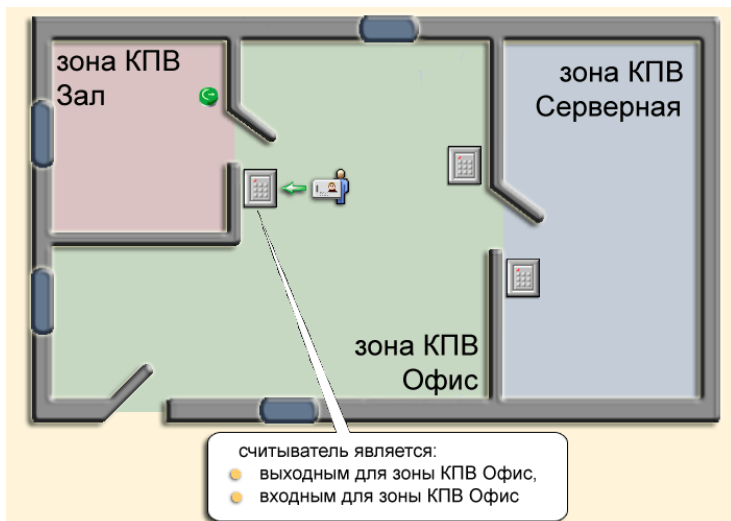 зона КПВ
Зал
зона КПВ
Серверная
зона КПВ
Офис
считыватель является:
выходным для зоны КПВ Офис,
входным для зоны КПВ Офис